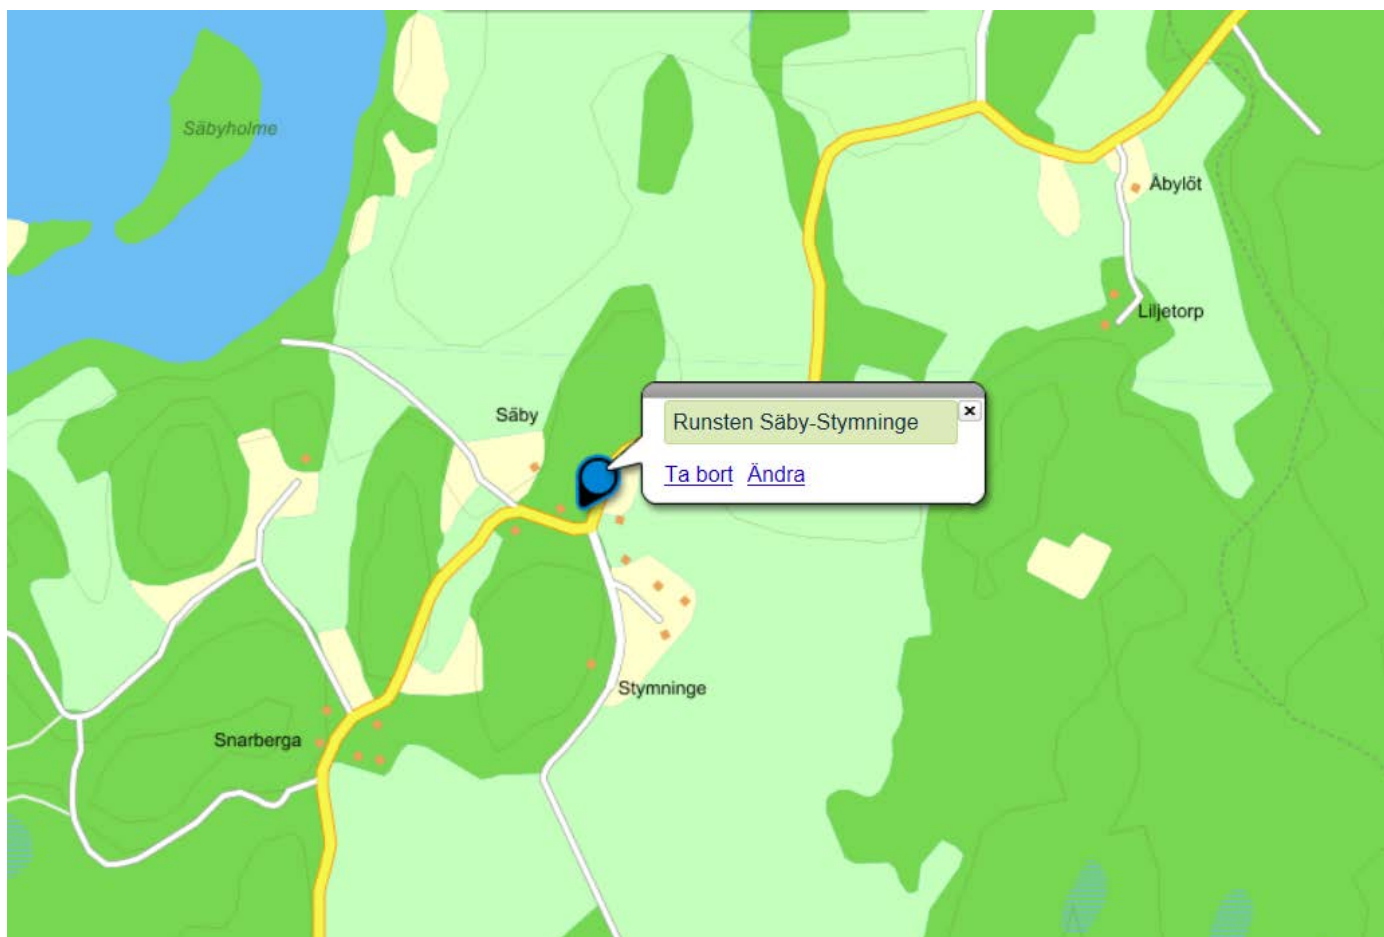 Säbyholme
Åbylöt
Liljetorp
Säby
Runsten Säby-Stymninge
Ta bort Ändra
Stymninge
Snarberga